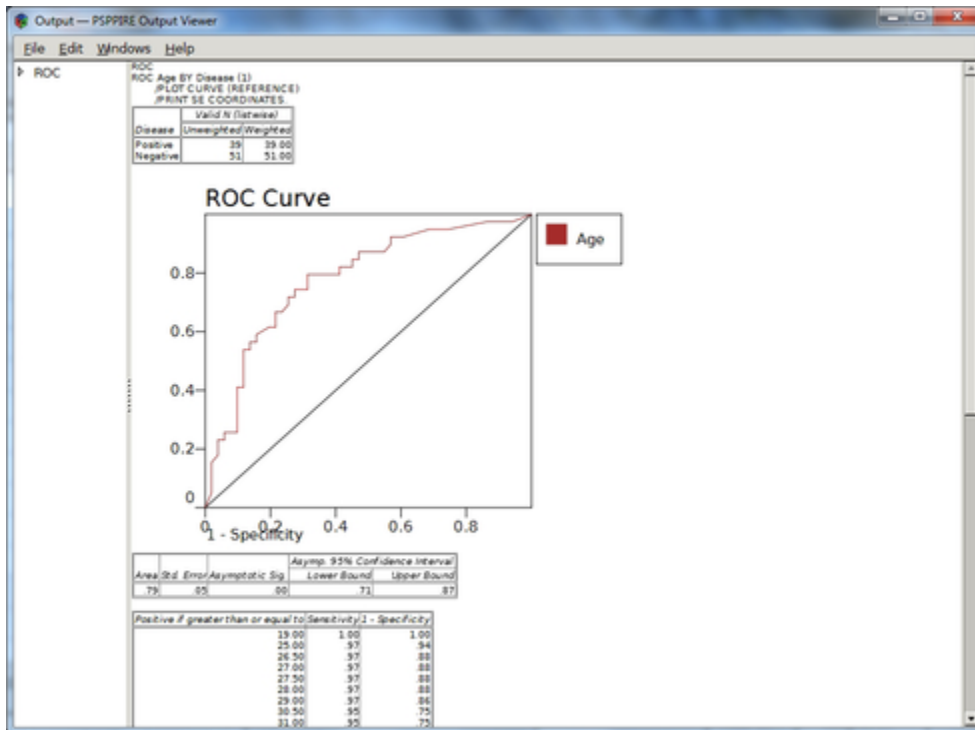 Output — PSPPIRE Output Viewer
File Edit Windows Help
ROC
ROC
ROC Age BY Disease (1)
/PLOT CURVE (REFERENCE)
/PRINT SE COORDINATES.
Valid N (listwise)
Disease Unweighted Weighted
Positive 39 39.00
Negative 51 51.00
ROC Curve
Age
0.8
0.6
0.4
0.2
0
0 0.2 0.4 0.6 0.8
1 - Specificity
Asymp. 95% Confidence Interval
Area Std. Error Asymptotic Sig. Lower Bound Upper Bound
.79 .05 .00 .71 .87
Positive if greater than or equal to Sensitivity 1 - Specificity
19.00 1.00 1.00
25.00 .97 .94
26.50 .97 .88
27.00 .97 .88
27.50 .97 .88
28.00 .97 .88
29.00 .97 .86
30.50 .95 .75
31.00 .95 .75